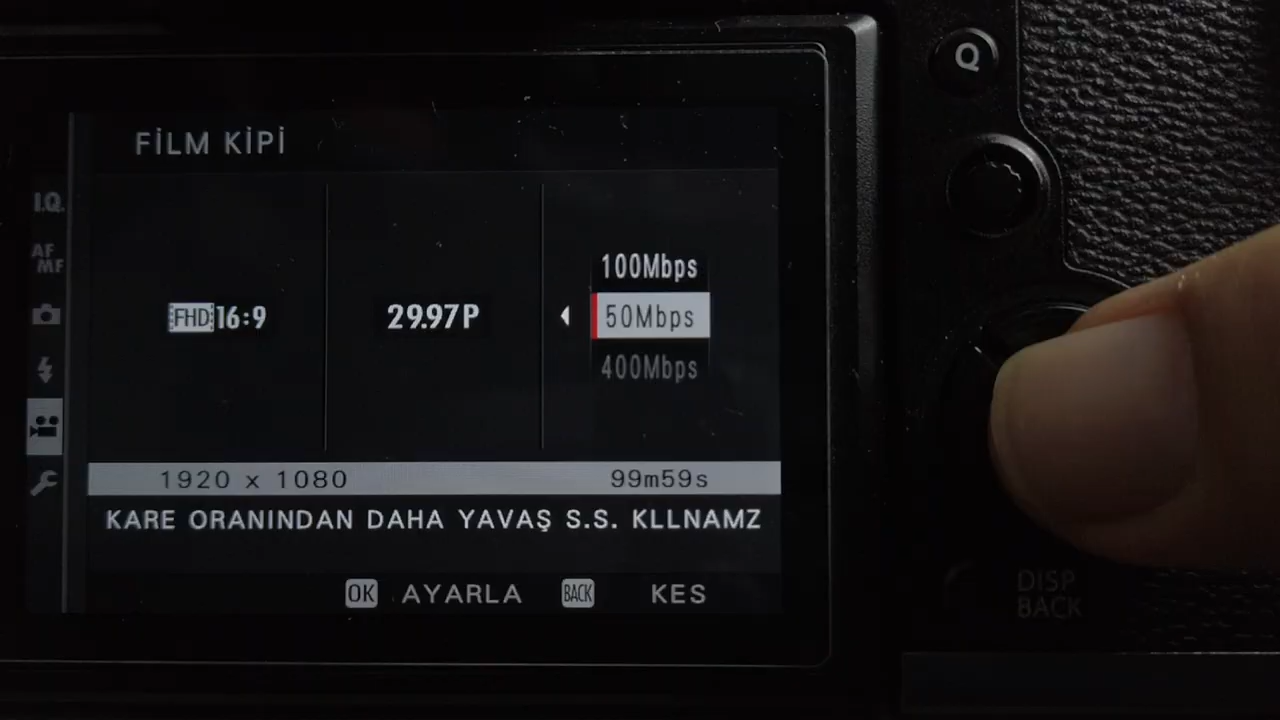 FİLM KİPİ
I.Q.
AF
MF
FHD 16:9
29.97P
100Mbps
50Mbps
400Mbps
1920 x 1080 99m59s
KARE ORANINDAN DAHA YAVAŞ S.S. KLLNAMZ
OK AYARLA BACK KES
Q
DISP
BACK